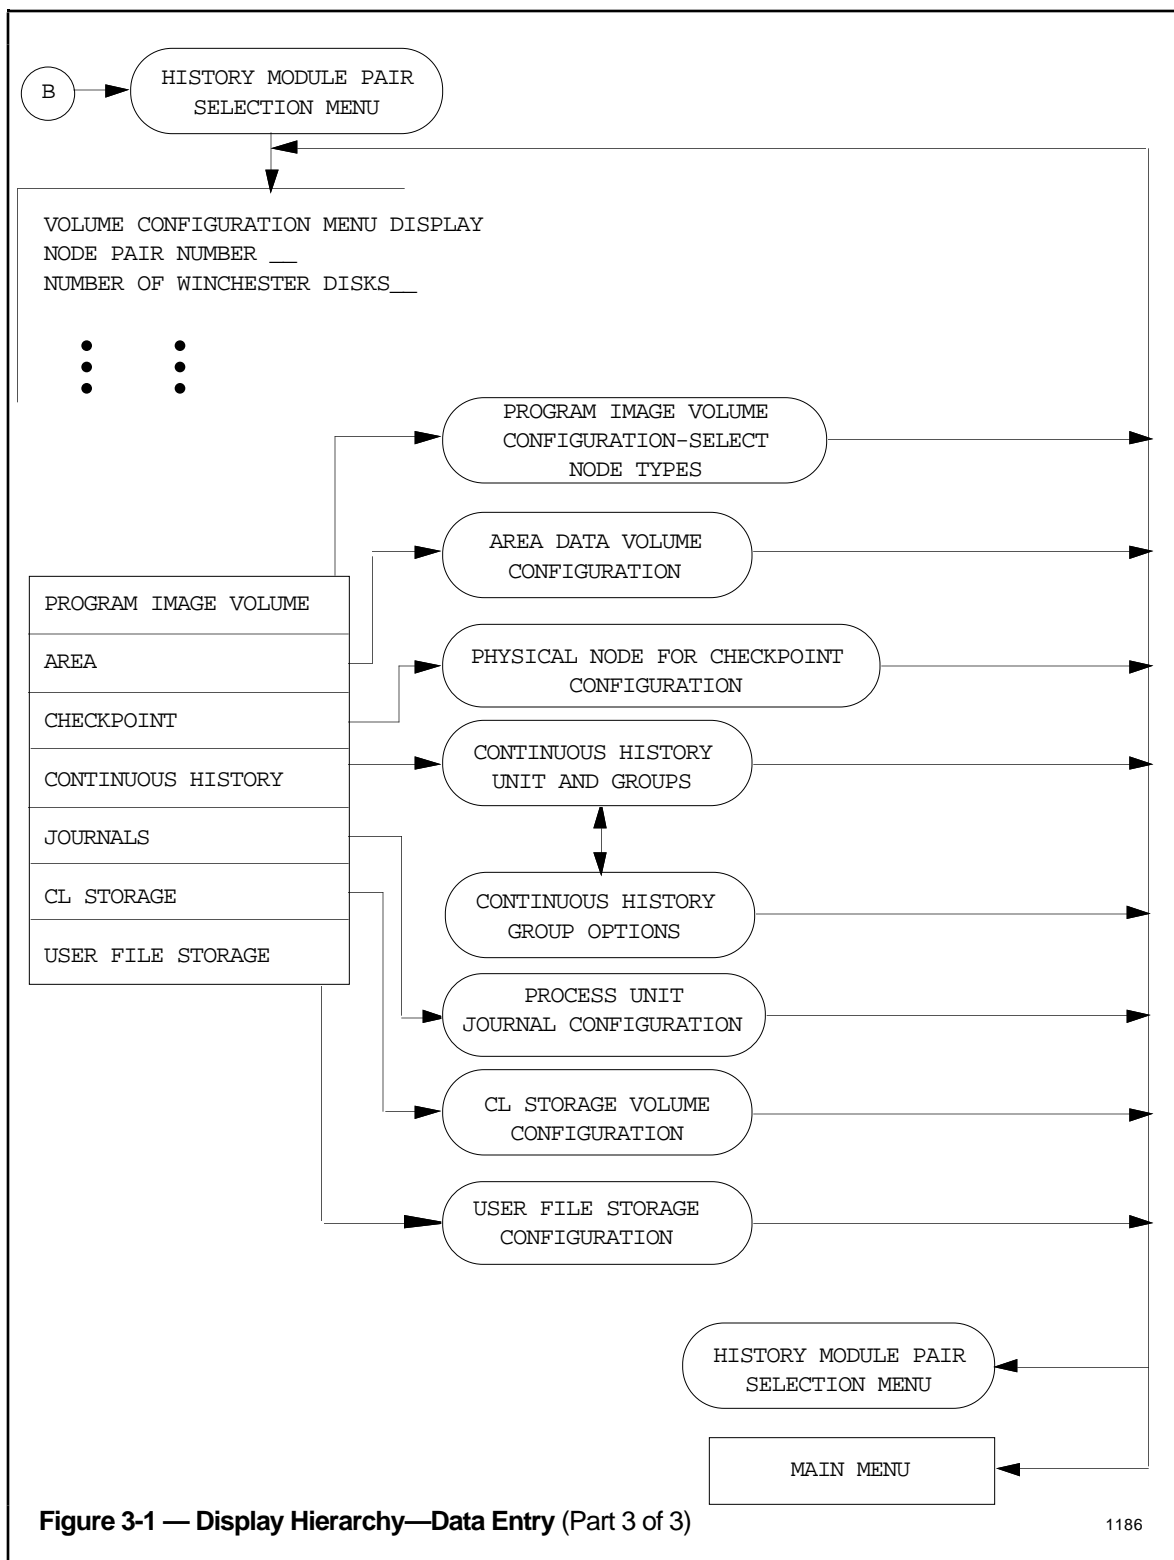 B
HISTORY MODULE PAIR
SELECTION MENU
VOLUME CONFIGURATION MENU DISPLAY
NODE PAIR NUMBER __
NUMBER OF WINCHESTER DISKS__
PROGRAM IMAGE VOLUME
CONFIGURATION-SELECT
NODE TYPES
AREA DATA VOLUME
CONFIGURATION
PROGRAM IMAGE VOLUME
AREA
CHECKPOINT
CONTINUOUS HISTORY
JOURNALS
CL STORAGE
USER FILE STORAGE
PHYSICAL NODE FOR CHECKPOINT
CONFIGURATION
CONTINUOUS HISTORY
UNIT AND GROUPS
CONTINUOUS HISTORY
GROUP OPTIONS
PROCESS UNIT
JOURNAL CONFIGURATION
CL STORAGE VOLUME
CONFIGURATION
USER FILE STORAGE
CONFIGURATION
HISTORY MODULE PAIR
SELECTION MENU
MAIN MENU
Figure 3-1 — Display Hierarchy—Data Entry (Part 3 of 3)
1186